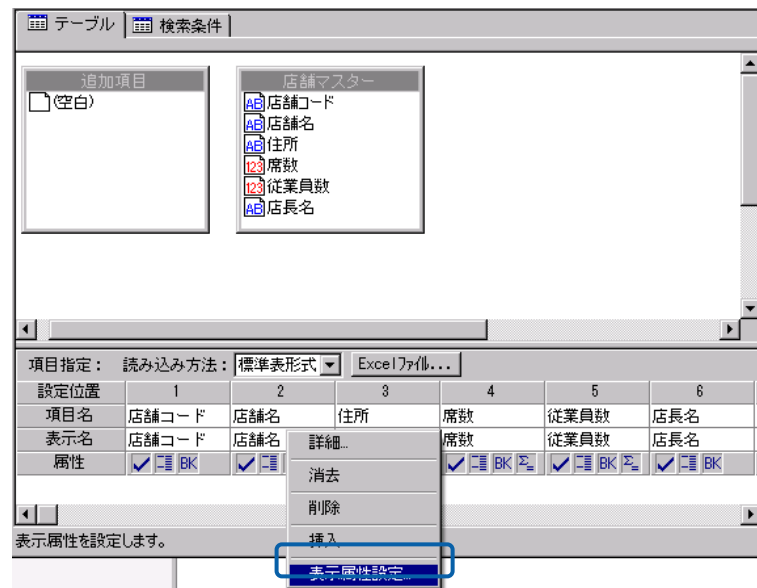 テーブル 検索条件
追加項目
(空白)
店舗マスター
店舗コード
店舗名
住所
席数
従業員数
店長名
項目指定： 読み込み方法： 標準表形式 Excelファイル...
設定位置 1 2 3 4 5 6
項目名 店舗コード 店舗名 住所 席数 従業員数 店長名
表示名 店舗コード 店舗名 席数 従業員数 店長名
属性 BK BK BK BK
詳細...
消去
削除
挿入
表示属性設定...
表示属性を設定します。